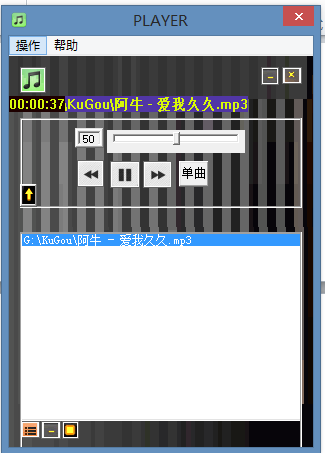 PLAYER
操作 帮助
00:00:37.KuGou\阿牛 - 爱我久久.mp3
50
单曲
G:\KuGou\阿牛 - 爱我久久.mp3